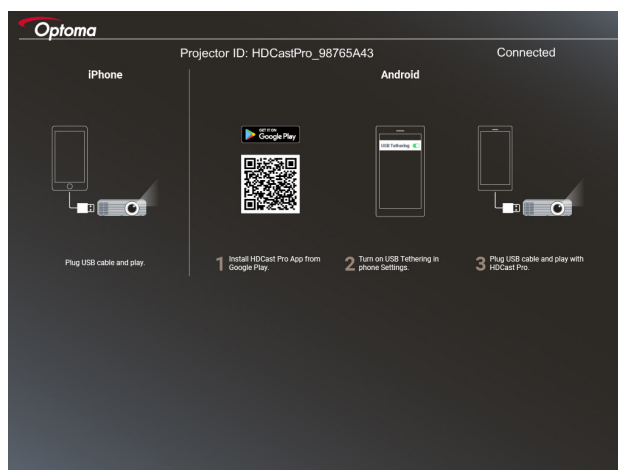 Optoma
Projector ID: HDCastPro_98765A43
Connected
iPhone
Android
GET IT ON
Google Play
USB Tethering
Plug USB cable and play.
1 Install HDCast Pro App from
Google Play.
2 Turn on USB Tethering in
phone Settings.
3 Plug USB cable and play with
HDCast Pro.